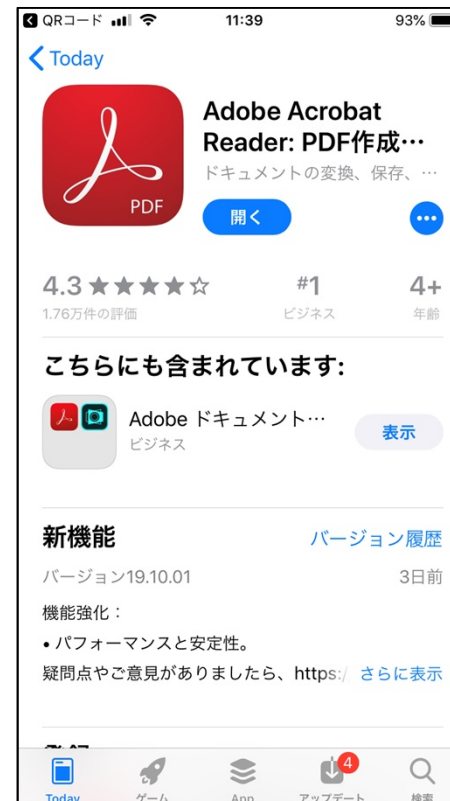 QRコード 11:39 93%
Today
Adobe Acrobat
Reader: PDF作成…
ドキュメントの変換、保存、…
PDF
開く
4.3 ★★★★☆ #1 4+
1.76万件の評価 ビジネス 年齢
こちらにも含まれています:
Adobe ドキュメント…
ビジネス
表示
新機能 バージョン履歴
バージョン19.10.01 3日前
機能強化：
• パフォーマンスと安定性。
疑問点やご意見がありましたら、https:/ さらに表示
4
Today ゲーム App アップデート 検索